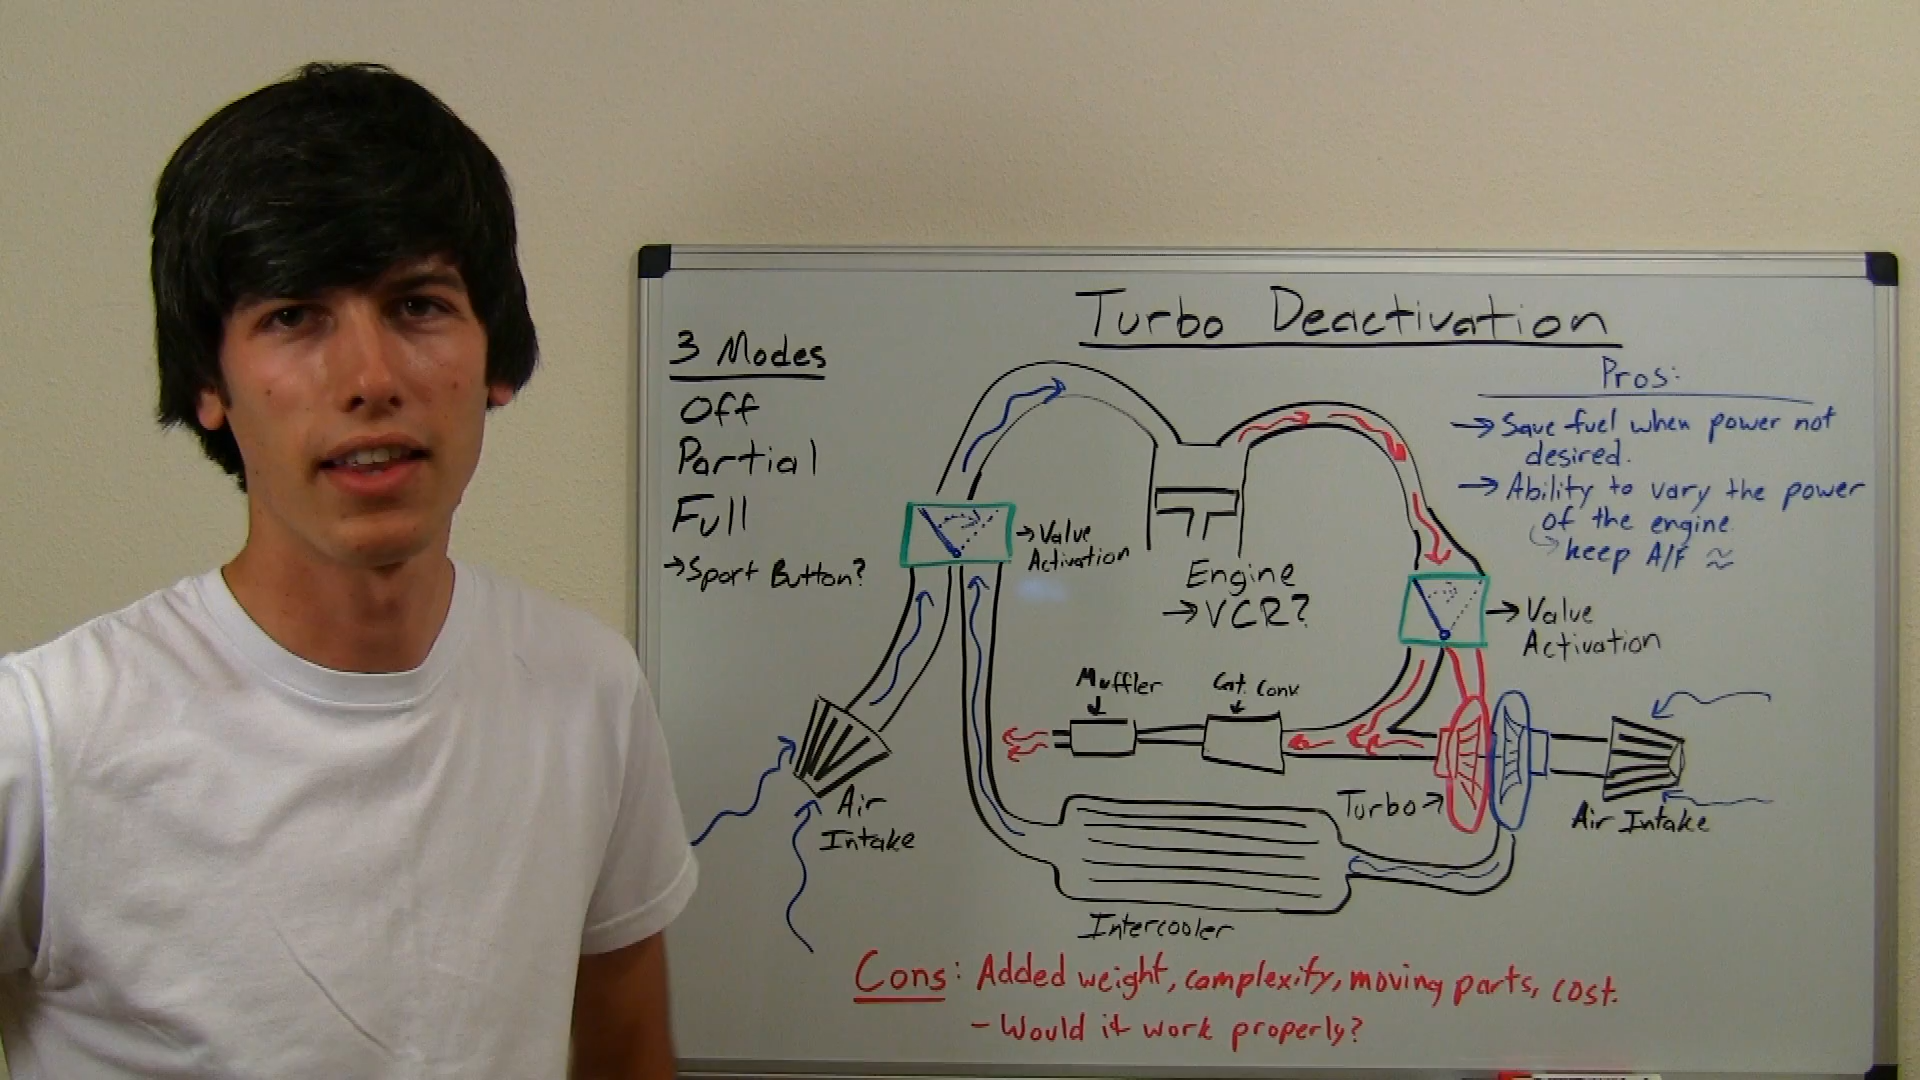 Turbo Deactivation
3 Modes
Off
Partial
Full
→Sport Button?
Pros:
→ Save fuel when power not
desired.
→ Ability to vary the power
of the engine
↳ keep A/F ≈
→Valve
Activation
Engine
→VCR?
→Valve
Activation
Muffler
Cat. Conv
Turbo→
Air
Intake
Air Intake
Intercooler
Cons: Added weight, complexity, moving parts, cost.
- Would it work properly?